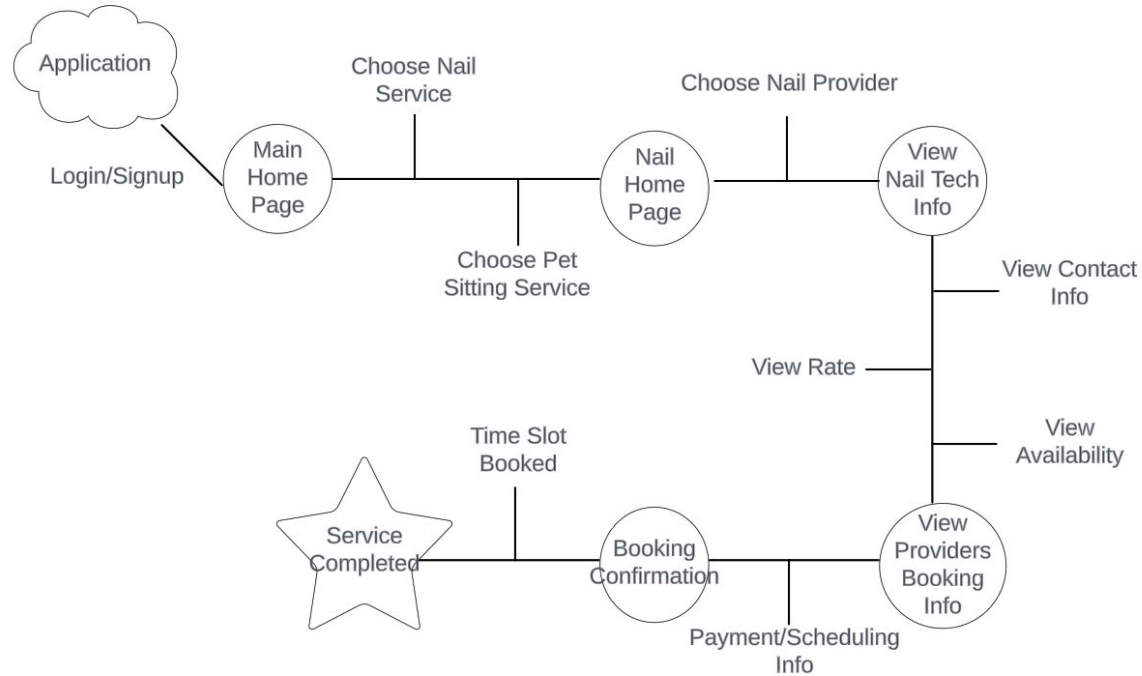 Application
Login/Signup
Main
Home
Page
Choose Nail
Service
Choose Pet
Sitting Service
Nail
Home
Page
Choose Nail Provider
View
Nail Tech
Info
View Contact
Info
View Rate
View
Availability
View
Providers
Booking
Info
Payment/Scheduling
Info
Booking
Confirmation
Time Slot
Booked
Service
Completed